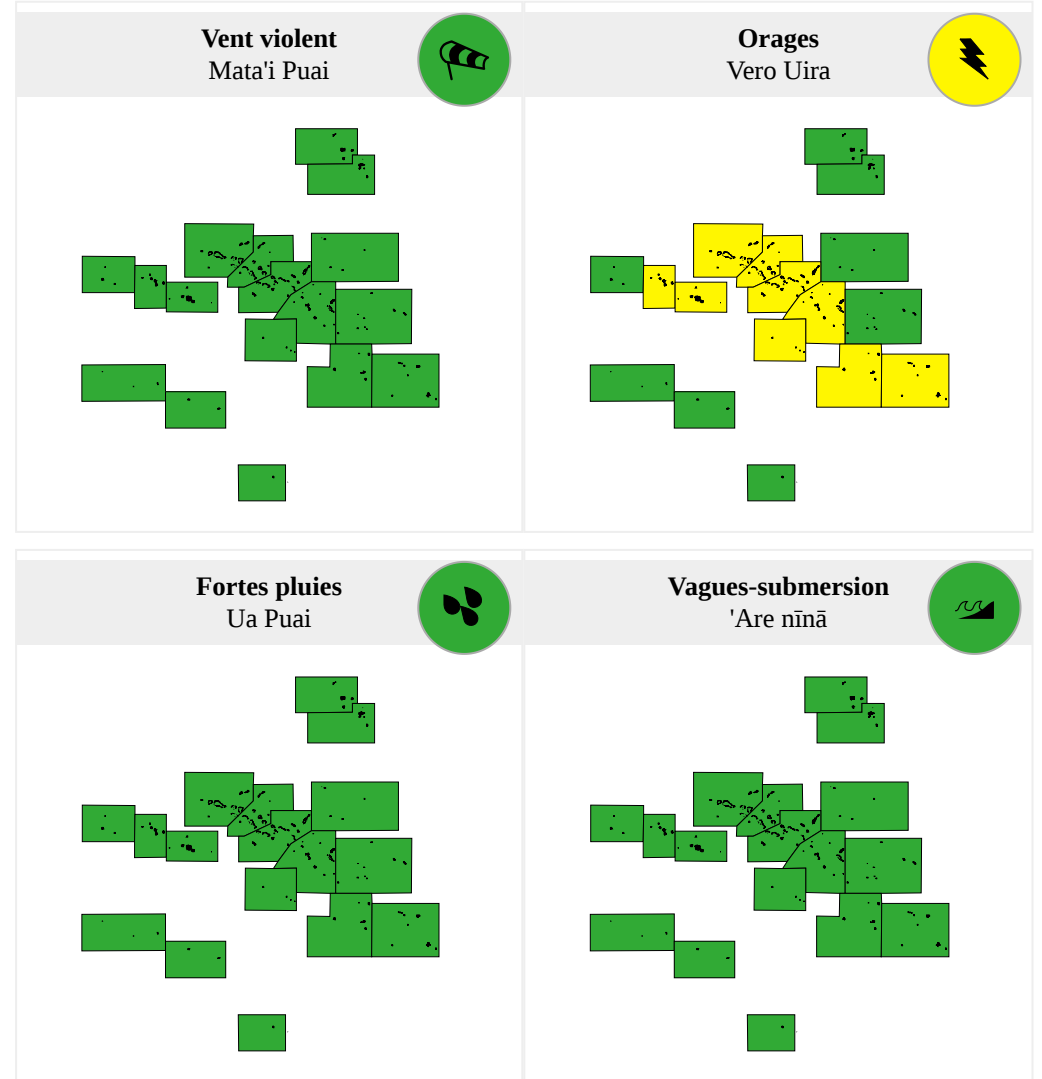 Vent violent
Mata'i Puai
Orages
Vero Uira
Fortes pluies
Ua Puai
Vagues-submersion
'Are nīnā